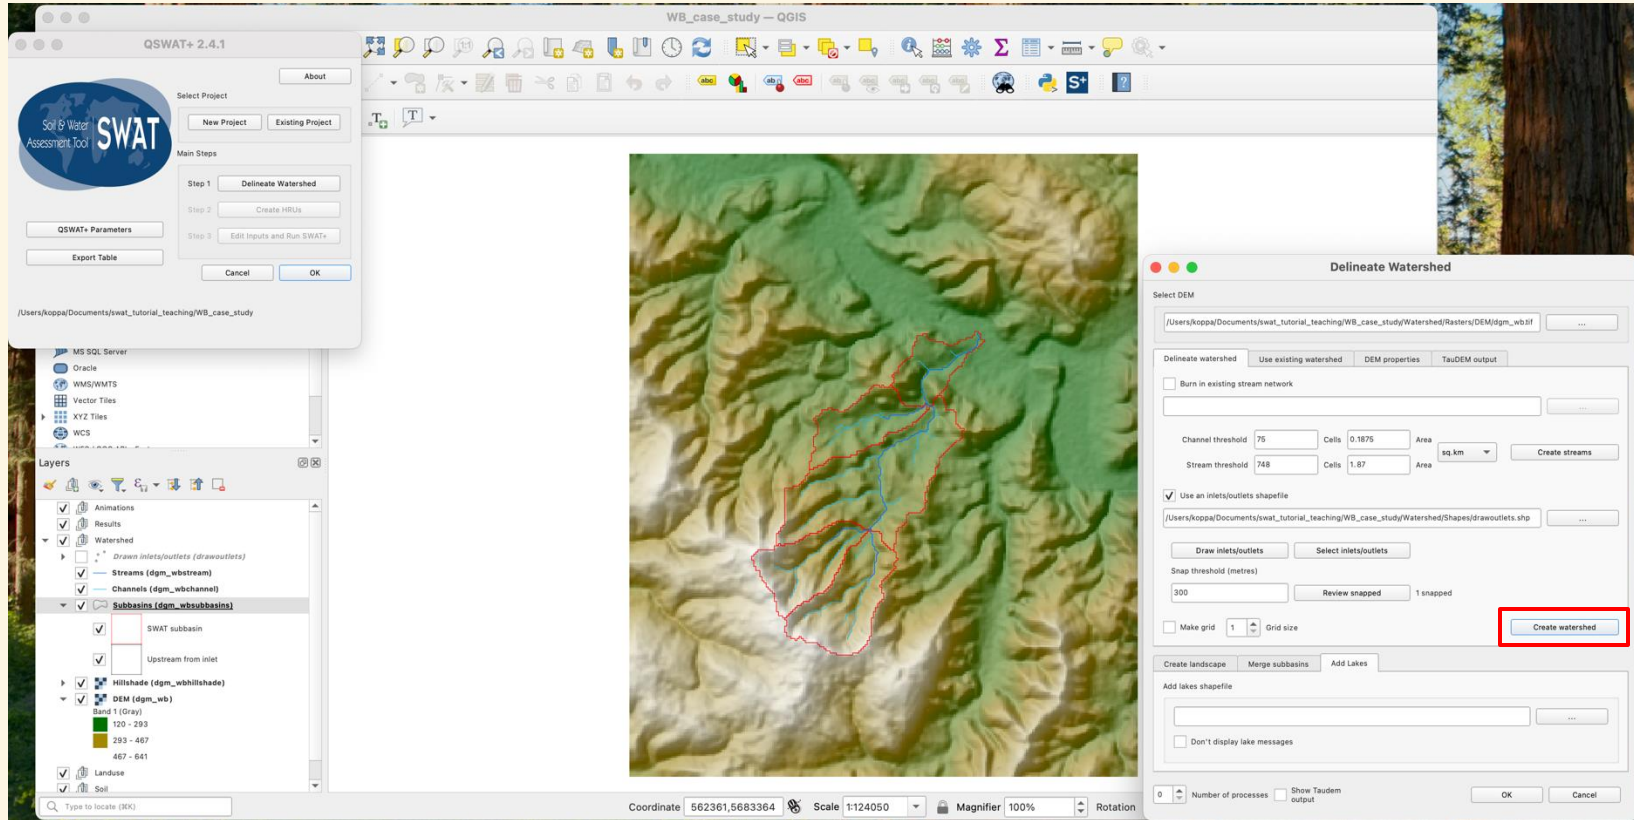 WB_case_study — QGIS
QSWAT+ 2.4.1
About
Select Project
Soil & Water
Assessment Tool
SWAT
New Project
Existing Project
Main Steps
Step 1
Delineate Watershed
Step 2
Create HRUs
QSWAT+ Parameters
Step 3
Edit Inputs and Run SWAT+
Export Table
Cancel
OK
/Users/koppa/Documents/swat_tutorial_teaching/WB_case_study
MS SQL Server
Oracle
WMS/WMTS
Vector Tiles
XYZ Tiles
WCS
Layers
Animations
Results
Watershed
Drawn inlets/outlets (drawoutlets)
Streams (dgm_wbstream)
Channels (dgm_wbchannel)
Subbasins (dgm_wbsubbasins)
SWAT subbasin
Upstream from inlet
Hillshade (dgm_wbhillshade)
DEM (dgm_wb)
Band 1 (Gray)
120 - 293
293 - 467
467 - 641
Landuse
Soil
Type to locate (⌘K)
Coordinate 562361,5683364
Scale 1:124050
Magnifier 100%
Rotation
Delineate Watershed
Select DEM
/Users/koppa/Documents/swat_tutorial_teaching/WB_case_study/Watershed/Rasters/DEM/dgm_wb.tif
...
Delineate watershed
Use existing watershed
DEM properties
TauDEM output
Burn in existing stream network
...
Channel threshold 75 Cells 0.1875 Area
sq.km
Create streams
Stream threshold 748 Cells 1.87 Area
Use an inlets/outlets shapefile
/Users/koppa/Documents/swat_tutorial_teaching/WB_case_study/Watershed/Shapes/drawoutlets.shp
...
Draw inlets/outlets
Select inlets/outlets
Snap threshold (metres)
300
Review snapped
1 snapped
Make grid 1 Grid size
Create watershed
Create landscape
Merge subbasins
Add Lakes
Add lakes shapefile
...
Don't display lake messages
0 Number of processes
Show Taudem
output
OK
Cancel